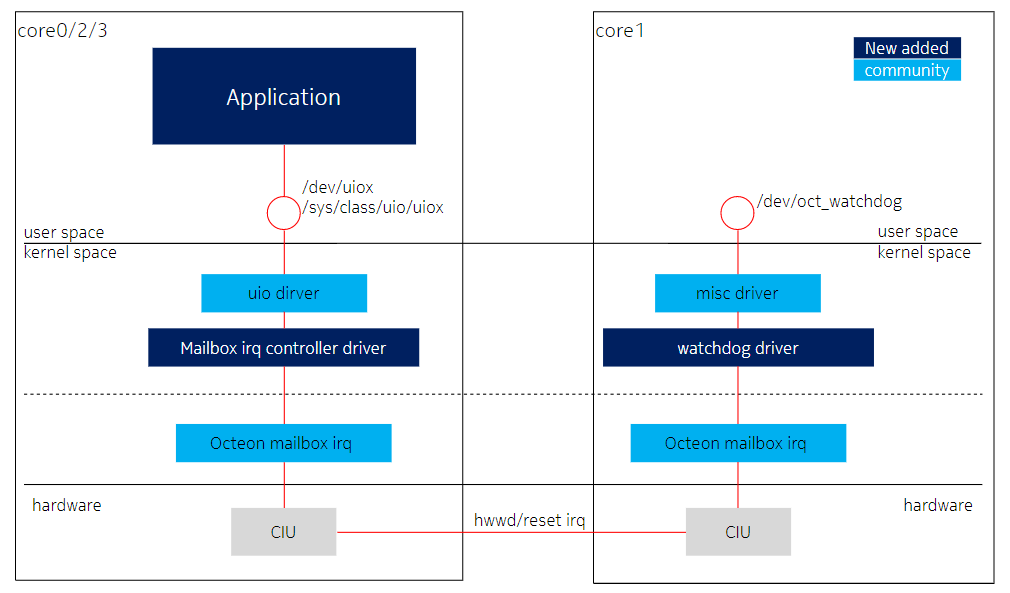 core0/2/3
core1
New added
community
Application
/dev/uiox
/sys/class/uio/uiox
/dev/oct_watchdog
user space
kernel space
user space
kernel space
uio dirver
misc driver
Mailbox irq controller driver
watchdog driver
Octeon mailbox irq
Octeon mailbox irq
hardware
hardware
CIU
hwwd/reset irq
CIU